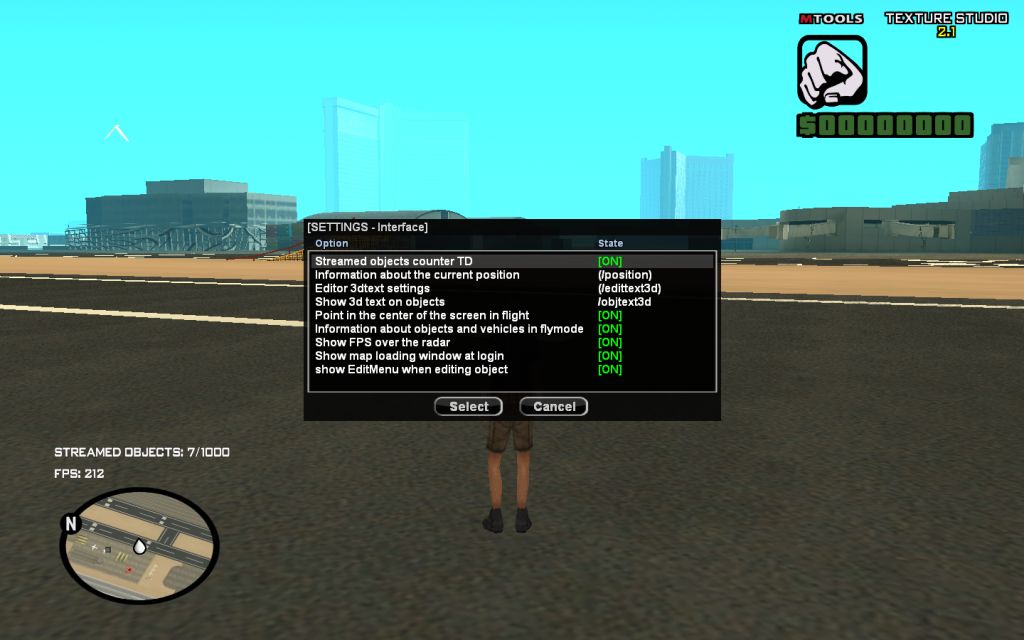 MTOOLS TEXTURE STUDIO
2.1
$00000000
[SETTINGS - Interface]
Option State
Streamed objects counter TD [ON]
Information about the current position (/position)
Editor 3dtext settings (/edittext3d)
Show 3d text on objects /objtext3d
Point in the center of the screen in flight [ON]
Information about objects and vehicles in flymode [ON]
Show FPS over the radar [ON]
Show map loading window at login [ON]
show EditMenu when editing object [ON]
Select Cancel
STREAMED OBJECTS: 7/1000
FPS: 212
N